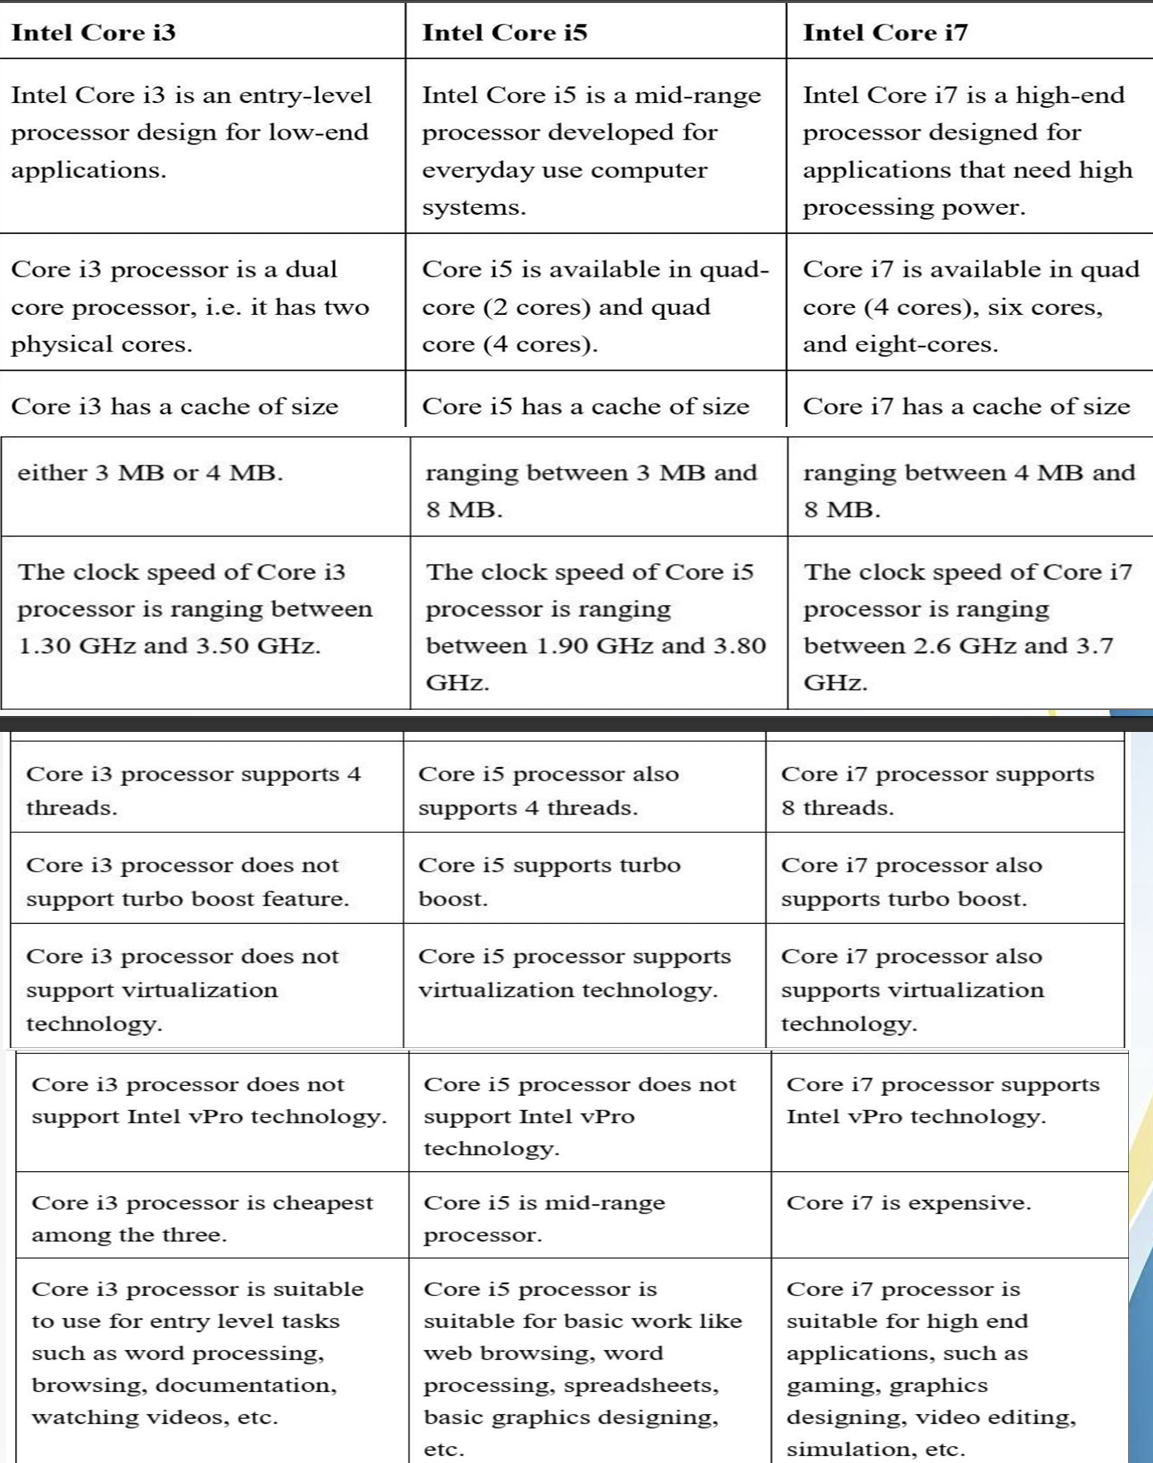 Intel Core i3
Intel Core i5
Intel Core i7
Intel Core i3 is an entry-level
processor design for low-end
applications.
Intel Core i5 is a mid-range
processor developed for
everyday use computer
systems.
Intel Core i7 is a high-end
processor designed for
applications that need high
processing power.
Core i3 processor is a dual
core processor, i.e. it has two
physical cores.
Core i5 is available in quad-
core (2 cores) and quad
core (4 cores).
Core i7 is available in quad
core (4 cores), six cores,
and eight-cores.
Core i3 has a cache of size
Core i5 has a cache of size
Core i7 has a cache of size
either 3 MB or 4 MB.
ranging between 3 MB and
8 MB.
ranging between 4 MB and
8 MB.
The clock speed of Core i3
processor is ranging between
1.30 GHz and 3.50 GHz.
The clock speed of Core i5
processor is ranging
between 1.90 GHz and 3.80
GHz.
The clock speed of Core i7
processor is ranging
between 2.6 GHz and 3.7
GHz.
Core i3 processor supports 4
threads.
Core i5 processor also
supports 4 threads.
Core i7 processor supports
8 threads.
Core i3 processor does not
support turbo boost feature.
Core i5 supports turbo
boost.
Core i7 processor also
supports turbo boost.
Core i3 processor does not
support virtualization
technology.
Core i5 processor supports
virtualization technology.
Core i7 processor also
supports virtualization
technology.
Core i3 processor does not
support Intel vPro technology.
Core i5 processor does not
support Intel vPro
technology.
Core i7 processor supports
Intel vPro technology.
Core i3 processor is cheapest
among the three.
Core i5 is mid-range
processor.
Core i7 is expensive.
Core i3 processor is suitable
to use for entry level tasks
such as word processing,
browsing, documentation,
watching videos, etc.
Core i5 processor is
suitable for basic work like
web browsing, word
processing, spreadsheets,
basic graphics designing,
etc.
Core i7 processor is
suitable for high end
applications, such as
gaming, graphics
designing, video editing,
simulation, etc.